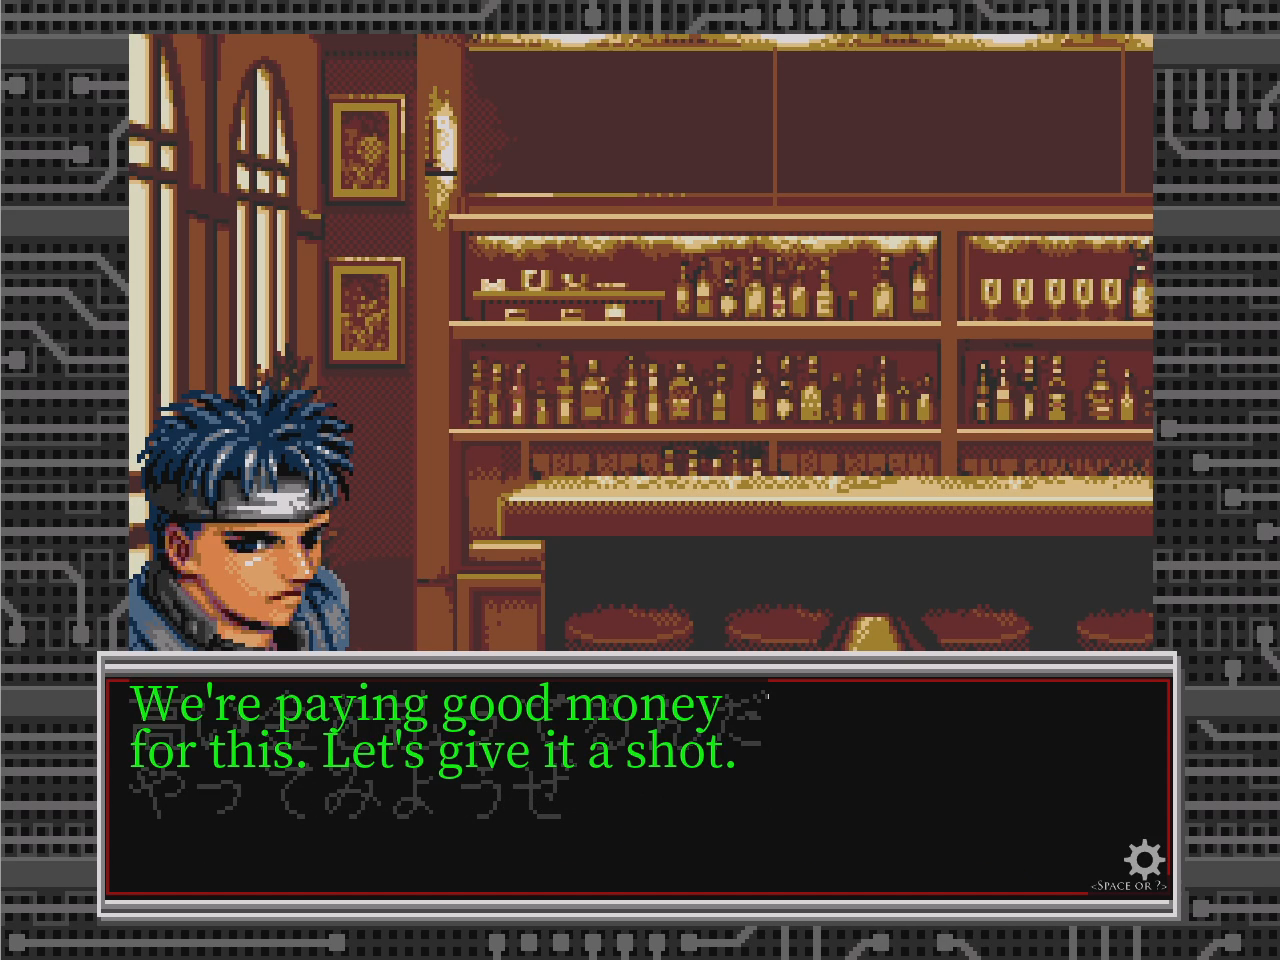 We're paying good money
for this. Let's give it a shot.
やってみようぜ
<Space or ?>